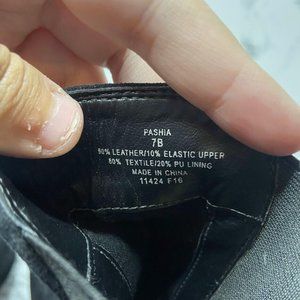 PASHIA
7B
90% LEATHER/10% ELASTIC UPPER
80% TEXTILE/20% PU LINING
MADE IN CHINA
11424 F16